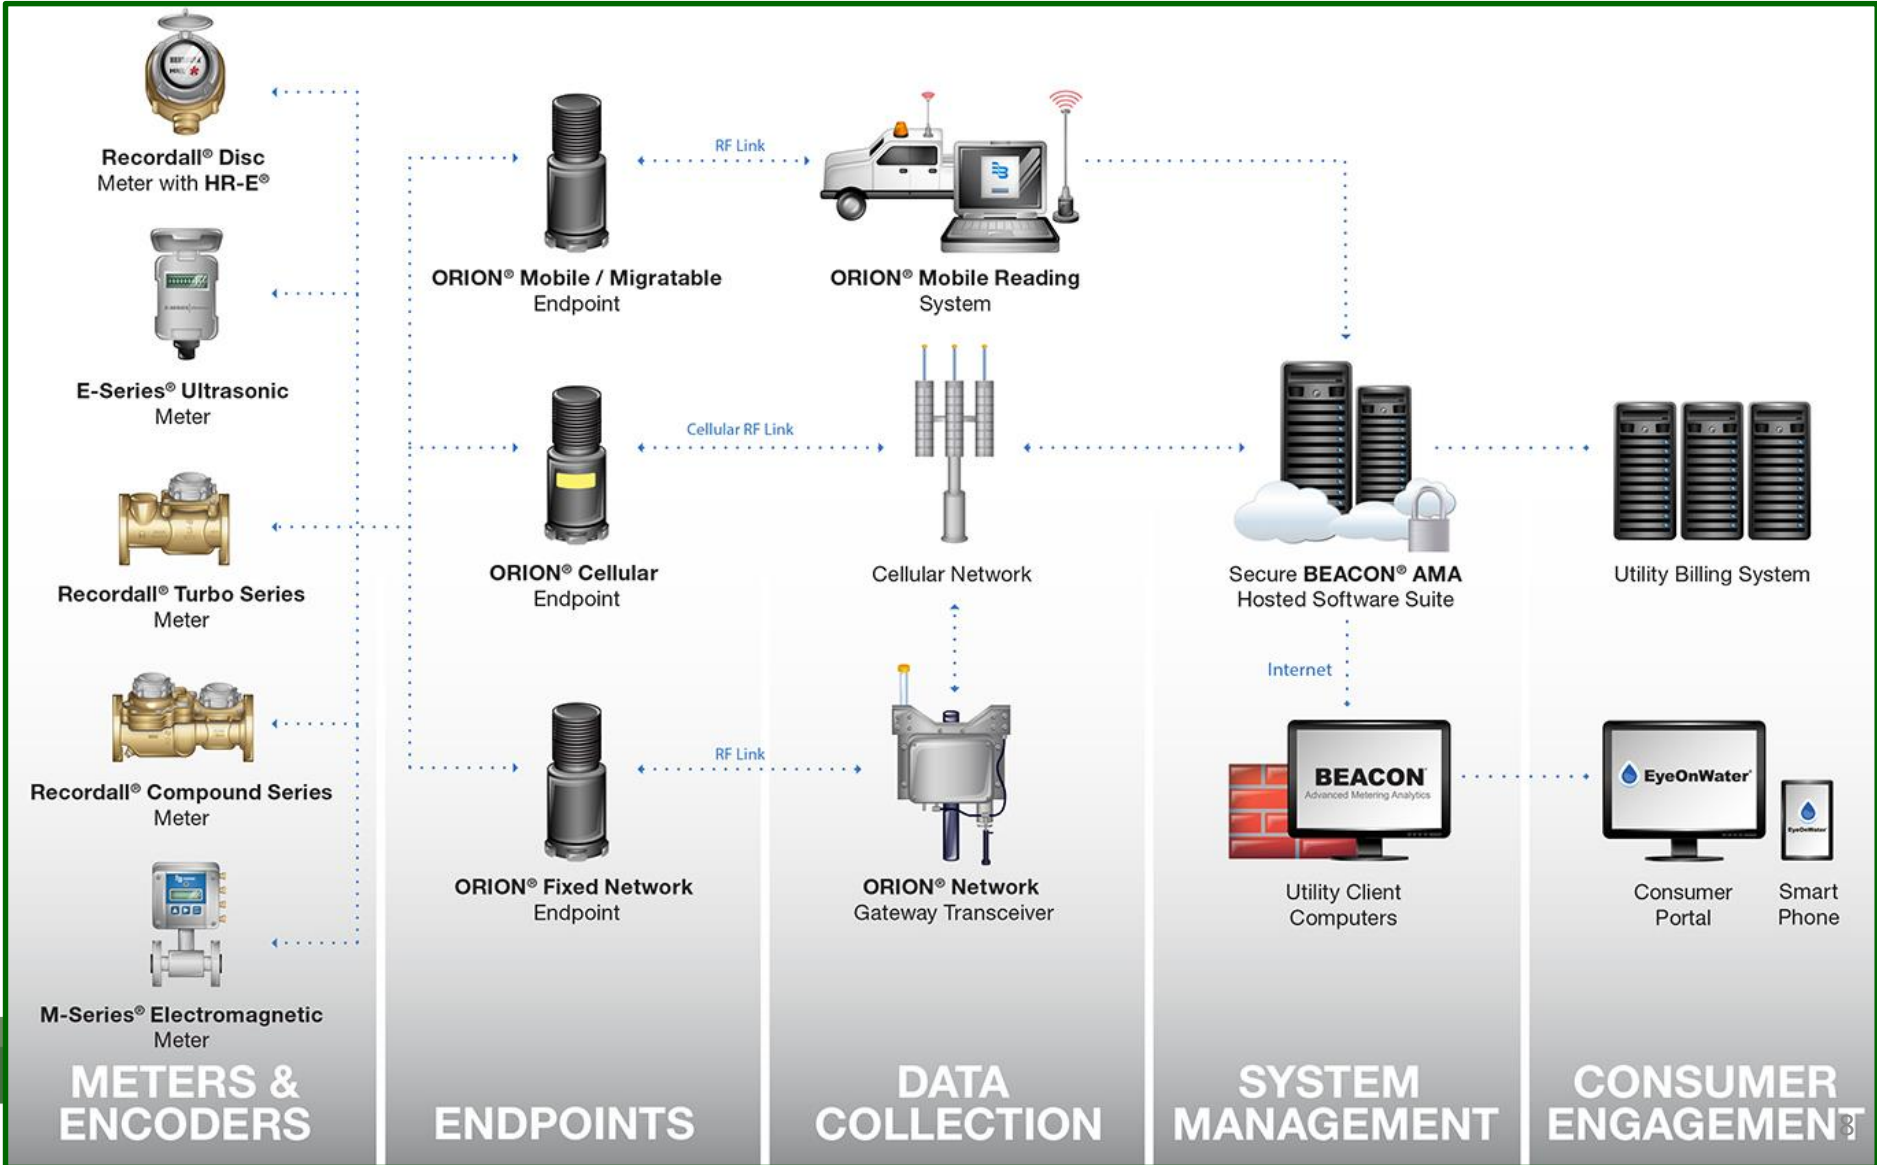 Recordall® Disc
Meter with HR-E®
E-Series® Ultrasonic
Meter
Recordall® Turbo Series
Meter
Recordall® Compound Series
Meter
M-Series® Electromagnetic
Meter
METERS &
ENCODERS
ORION® Mobile / Migratable
Endpoint
ORION® Cellular
Endpoint
ORION® Fixed Network
Endpoint
ENDPOINTS
RF Link
Cellular RF Link
RF Link
ORION® Mobile Reading
System
Cellular Network
ORION® Network
Gateway Transceiver
DATA
COLLECTION
Secure BEACON® AMA
Hosted Software Suite
Internet
BEACON
Advanced Metering Analytics
Utility Client
Computers
SYSTEM
MANAGEMENT
Utility Billing System
EyeOnWater
EyeOnWater
Consumer
Portal
Smart
Phone
CONSUMER
ENGAGEMENT
8